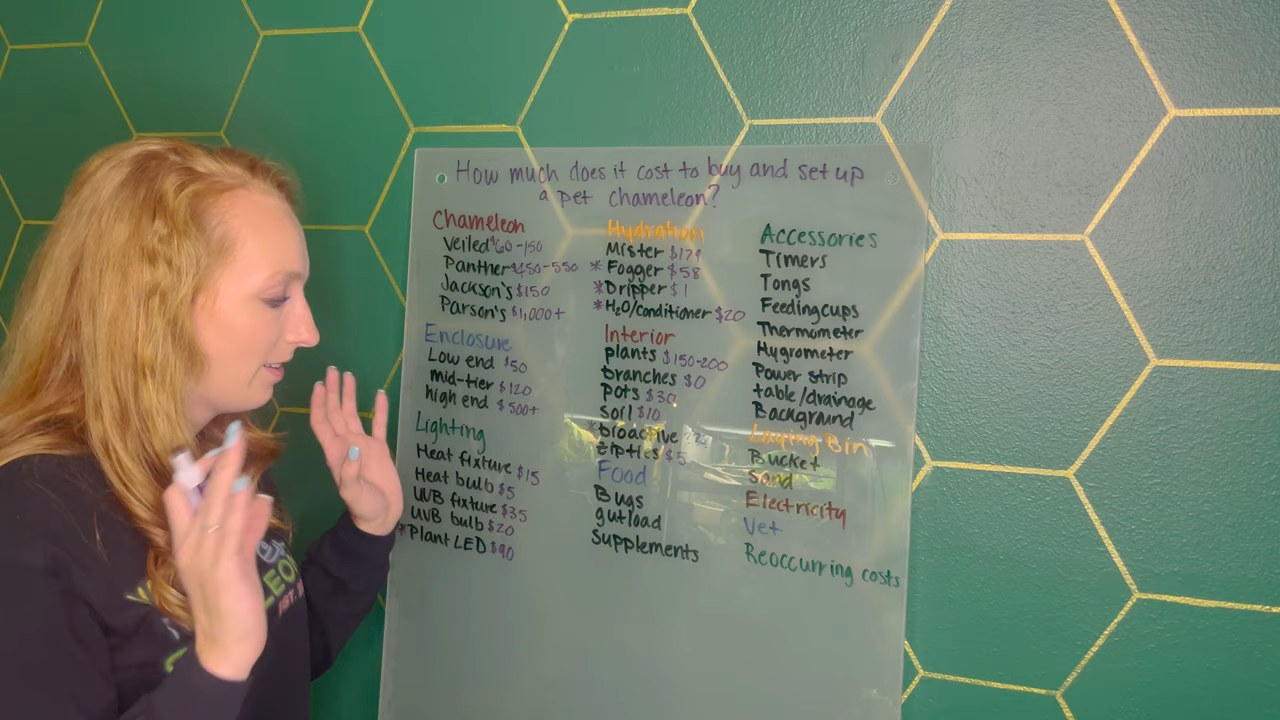 How much does it cost to buy and set up
a pet chameleon?
Chameleon
Veiled $60-150
Panther $450-550
Jackson's $150
Parson's $1,000+
Enclosure
Low end $50
mid-tier $120
high end $500+
Lighting
Heat fixture $15
Heat bulb $5
UVB fixture $35
UVB bulb $20
*Plant LED $90
Hydration
Mister $179
*Fogger $58
*Dripper $1
*H₂O/conditioner $20
Interior
plants $150-200
branches $0
Pots $30
Soil $10
*bioactive
zipties $5
Food
Bugs
gutload
Supplements
Accessories
Timers
Tongs
Feeding cups
Thermometer
Hygrometer
Power strip
table/drainage
Background
Laying Bin
Bucket
Sand
Electricity
Vet
Reoccurring costs